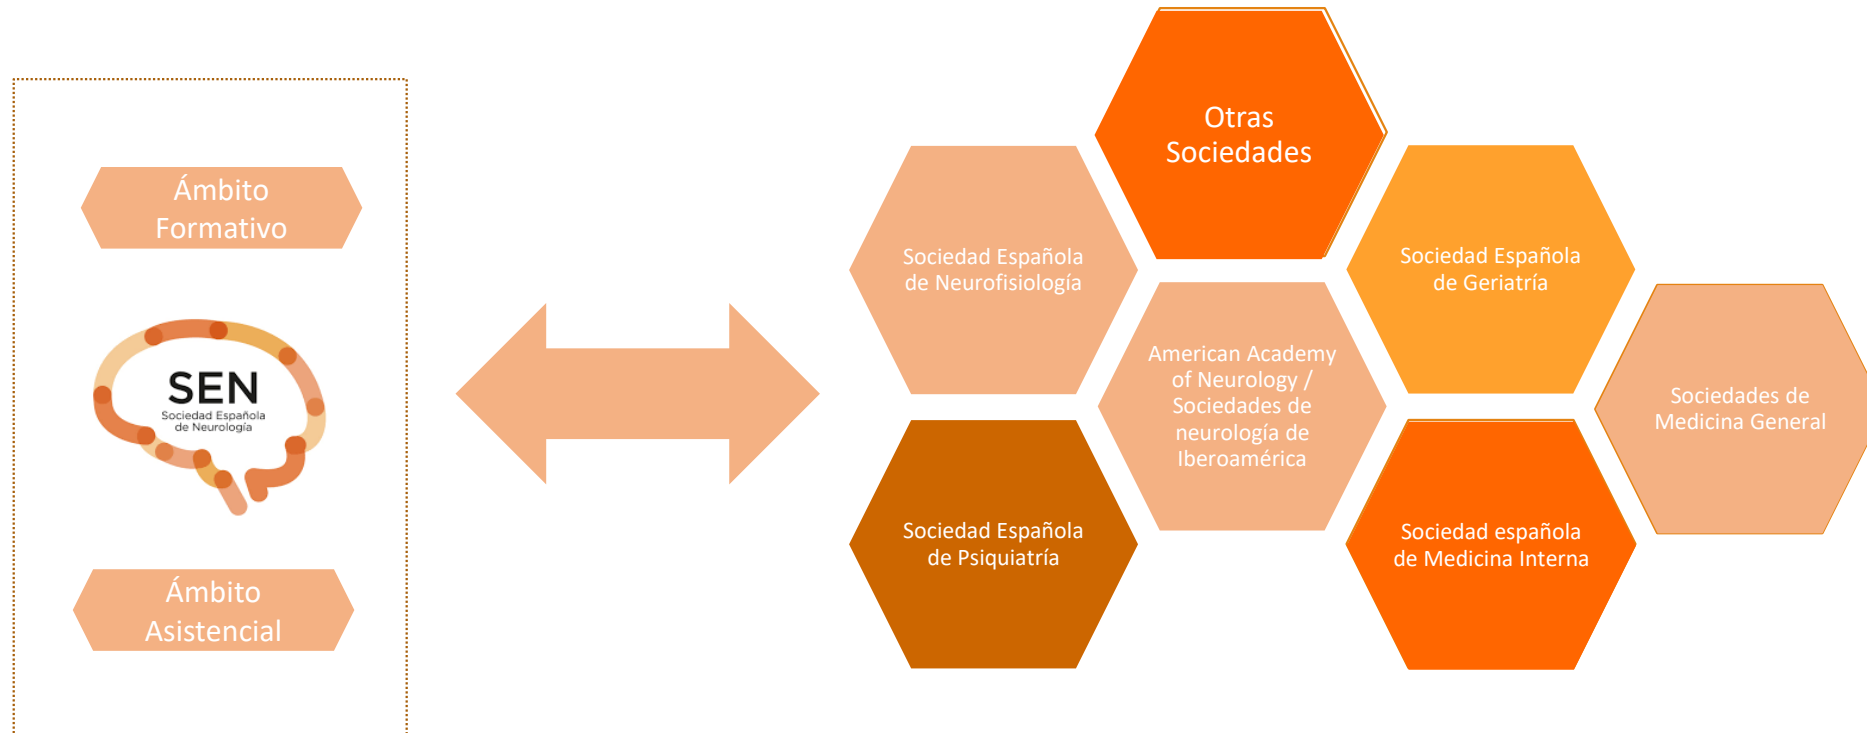 Ámbito
Formativo
SEN
Sociedad Española
de Neurología
Ámbito
Asistencial
Otras
Sociedades
Sociedad Española
de Neurofisiología
Sociedad Española
de Geriatría
American Academy
of Neurology /
Sociedades de
neurología de
Iberoamérica
Sociedades de
Medicina General
Sociedad Española
de Psiquiatría
Sociedad española
de Medicina Interna